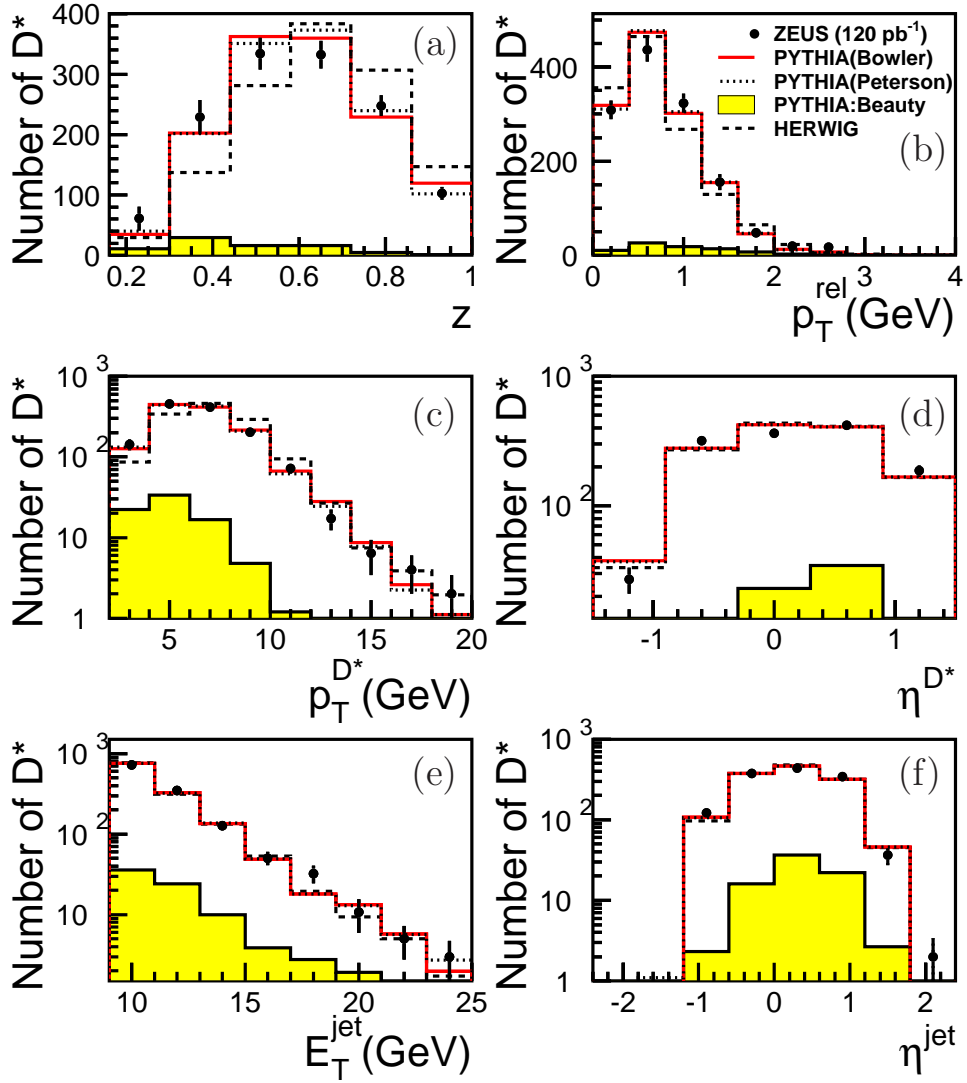 Number of D*
400
300
200
100
0
(a)
0.2 0.4 0.6 0.8 1
z
Number of D*
400
200
0
ZEUS (120 pb⁻¹)
PYTHIA(Bowler)
PYTHIA(Peterson)
PYTHIA:Beauty
HERWIG
(b)
0 1 2 3 4
p_T^rel (GeV)
Number of D*
10³
10²
10
1
(c)
5 10 15 20
p_T^D* (GeV)
Number of D*
10³
10²
(d)
-1 0 1
η^D*
Number of D*
10³
10²
10
(e)
10 15 20 25
E_T^jet (GeV)
Number of D*
10³
10²
10
1
(f)
-2 -1 0 1 2
η^jet